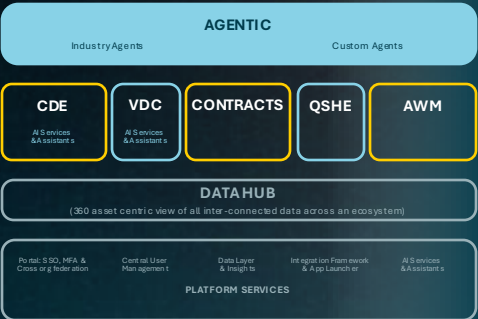 AGENTIC
Industry Agents
Custom Agents
CDE
AI Services
& Assistants
VDC
AI Services
& Assistants
CONTRACTS
QSHE
AWM
DATA HUB
(360 asset centric view of all inter-connected data across an ecosystem)
Portal: SSO, MFA &
Cross org federation
Central User
Management
Data Layer
& Insights
Integration Framework
& App Launcher
AI Services
& Assistants
PLATFORM SERVICES